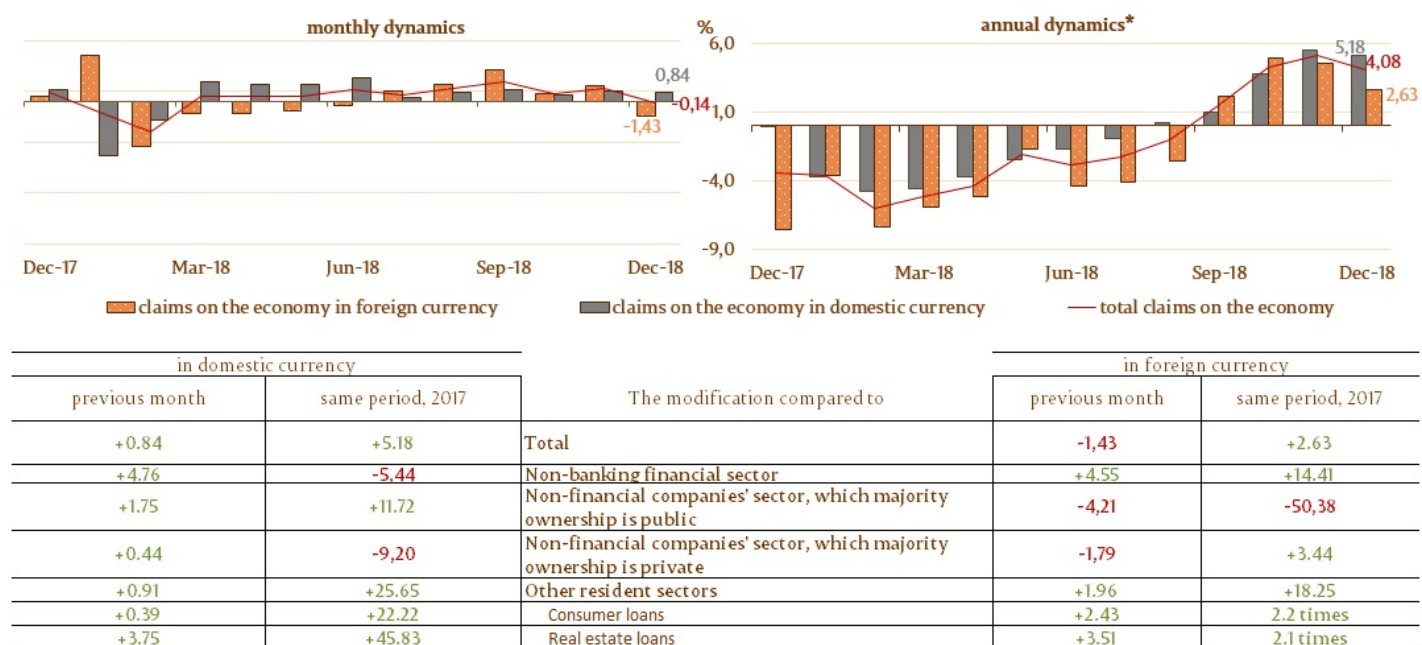 monthly dynamics
0,84
-0,14
-1,43
Dec-17 Mar-18 Jun-18 Sep-18 Dec-18
% annual dynamics*
6,0
1,0
-4,0
-9,0
5,18
4,08
2,63
Dec-17 Mar-18 Jun-18 Sep-18 Dec-18
claims on the economy in foreign currency claims on the economy in domestic currency total claims on the economy
in domestic currency in foreign currency
previous month same period, 2017 The modification compared to previous month same period, 2017
+0.84 +5.18 Total -1,43 +2.63
+4.76 -5,44 Non-banking financial sector +4.55 +14.41
+1.75 +11.72 Non-financial companies' sector, which majority
ownership is public -4,21 -50,38
+0.44 -9,20 Non-financial companies' sector, which majority
ownership is private -1,79 +3.44
+0.91 +25.65 Other resident sectors +1.96 +18.25
+0.39 +22.22 Consumer loans +2.43 2.2 times
+3.75 +45.83 Real estate loans +3.51 2.1 times